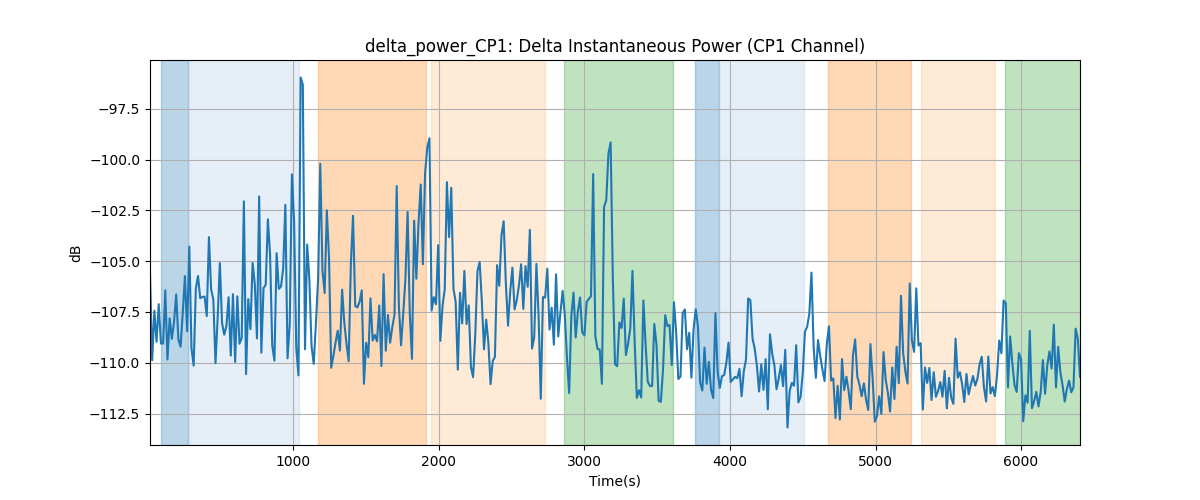 delta_power_CP1: Delta Instantaneous Power (CP1 Channel)
−97.5
−100.0
−102.5
−105.0
−107.5
−110.0
−112.5
dB
1000 2000 3000 4000 5000 6000
Time(s)